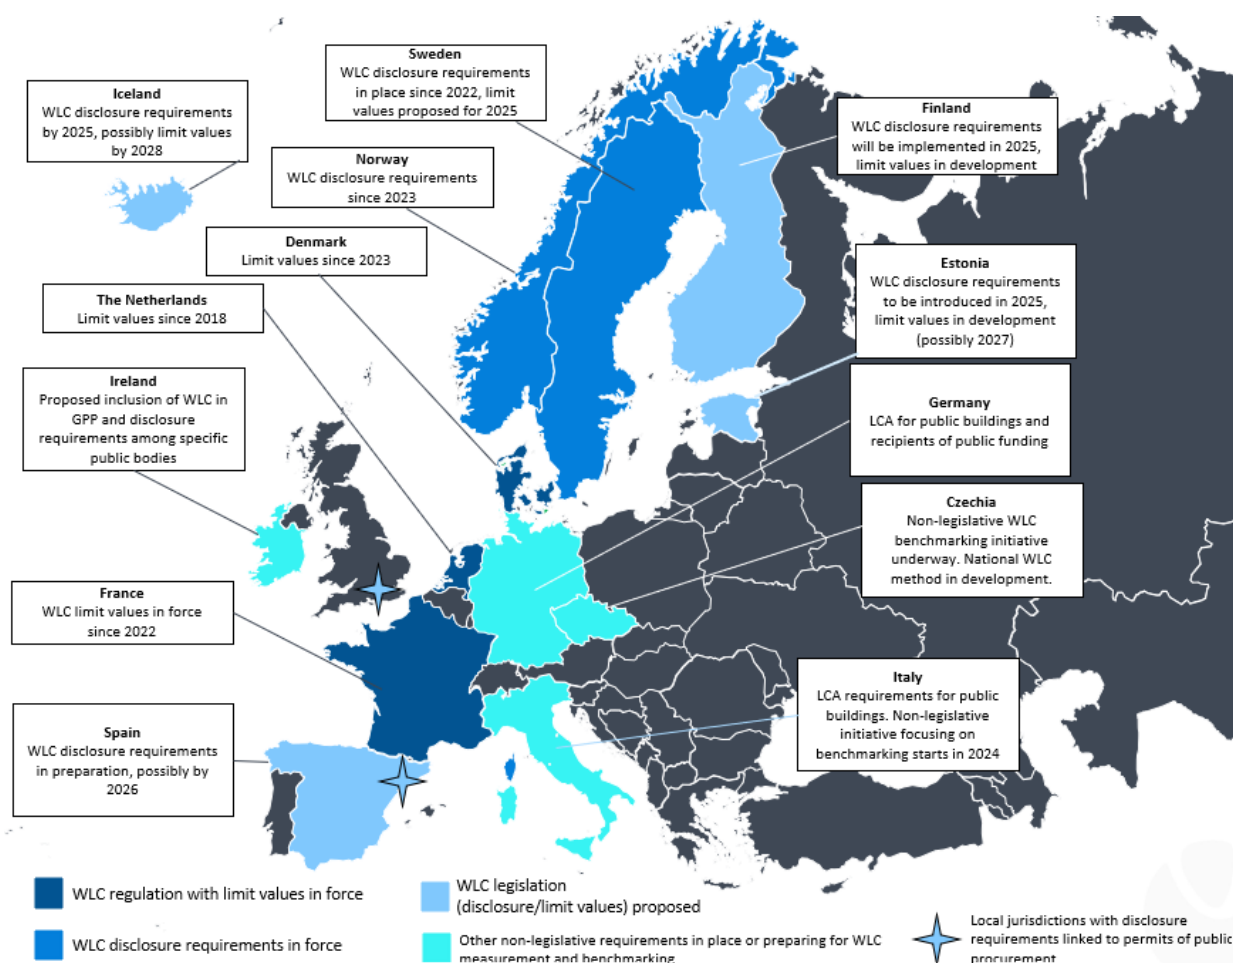 Sweden
WLC disclosure requirements
in place since 2022, limit
values proposed for 2025
Iceland
WLC disclosure requirements
by 2025, possibly limit values
by 2028
Finland
WLC disclosure requirements
will be implemented in 2025,
limit values in development
Norway
WLC disclosure requirements
since 2023
Denmark
Limit values since 2023
Estonia
WLC disclosure requirements
to be introduced in 2025,
limit values in development
(possibly 2027)
The Netherlands
Limit values since 2018
Ireland
Proposed inclusion of WLC in
GPP and disclosure
requirements among specific
public bodies
Germany
LCA for public buildings and
recipients of public funding
Czechia
Non-legislative WLC
benchmarking initiative
underway. National WLC
method in development.
France
WLC limit values in force
since 2022
Italy
LCA requirements for public
buildings. Non-legislative
initiative focusing on
benchmarking starts in 2024
Spain
WLC disclosure requirements
in preparation, possibly by
2026
WLC regulation with limit values in force
WLC disclosure requirements in force
WLC legislation
(disclosure/limit values) proposed
Other non-legislative requirements in place or preparing for WLC
measurement and benchmarking
Local jurisdictions with disclosure
requirements linked to permits of public
procurement